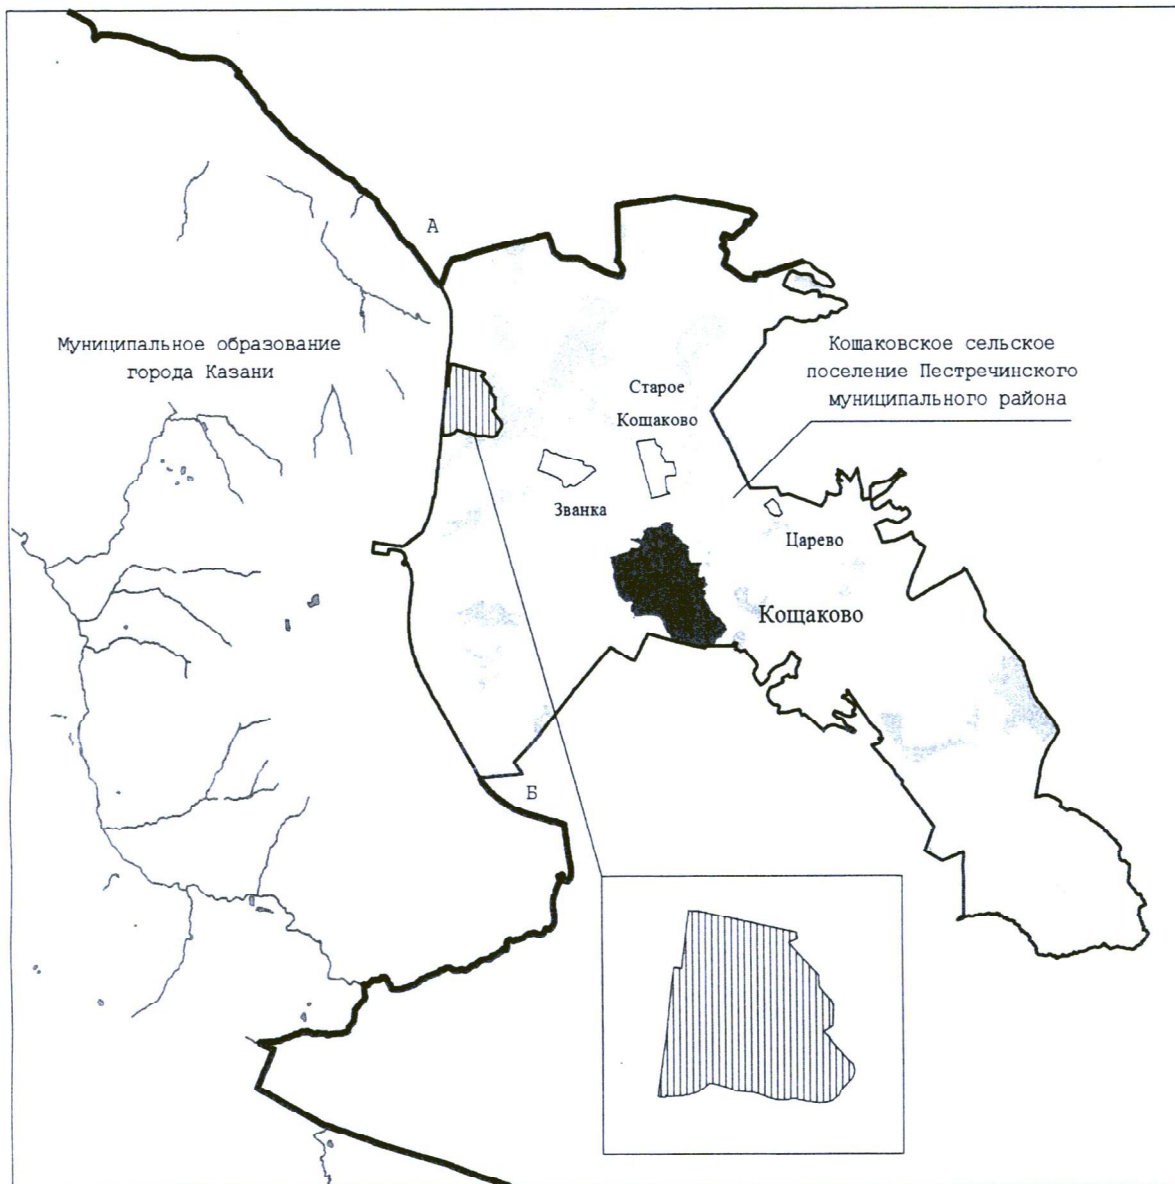 А
Муниципальное образование
города Казани
Кощаковское сельское
поселение Пестречинского
муниципального района
Старое
Кощаково
Званка
Царево
Кощаково
Б